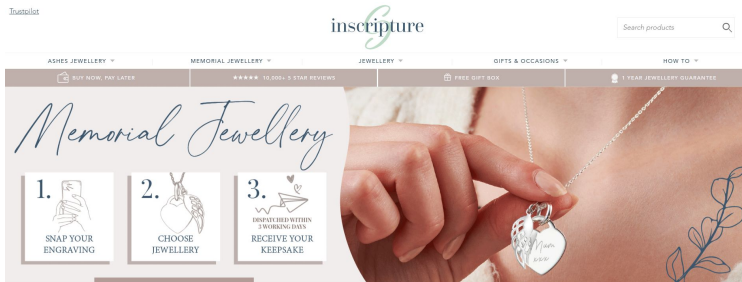 Trustpilot
inscripture
Search products
ASHES JEWELLERY
MEMORIAL JEWELLERY
JEWELLERY
GIFTS & OCCASIONS
HOW TO
BUY NOW, PAY LATER
★★★★★ 10,000+ 5 STAR REVIEWS
FREE GIFT BOX
1 YEAR JEWELLERY GUARANTEE
Memorial Jewellery
1.
SNAP YOUR
ENGRAVING
2.
CHOOSE
JEWELLERY
3.
DISPATCHED WITHIN
3 WORKING DAYS
RECEIVE YOUR
KEEPSAKE
Mum
xxx